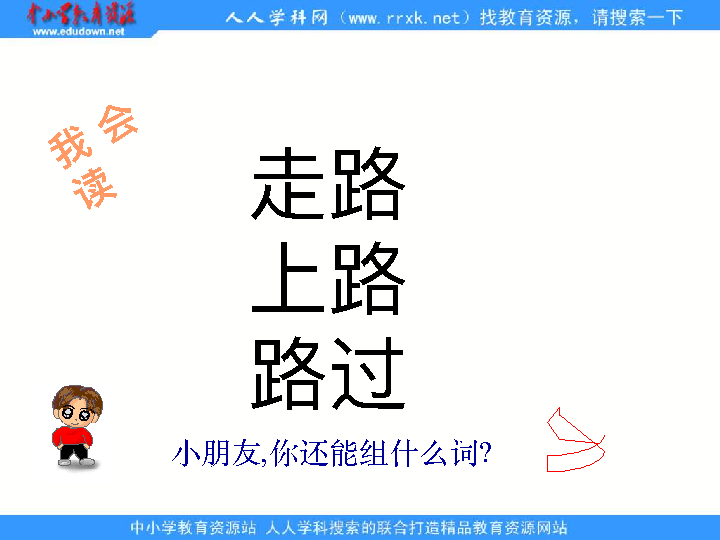 中小学教育资源
www.edudown.net
人人学科网（www.rrxk.net）找教育资源，请搜索一下
我会
读
走路
上路
路过
小朋友,你还能组什么词?
中小学教育资源站 人人学科搜索的联合打造精品教育资源网站